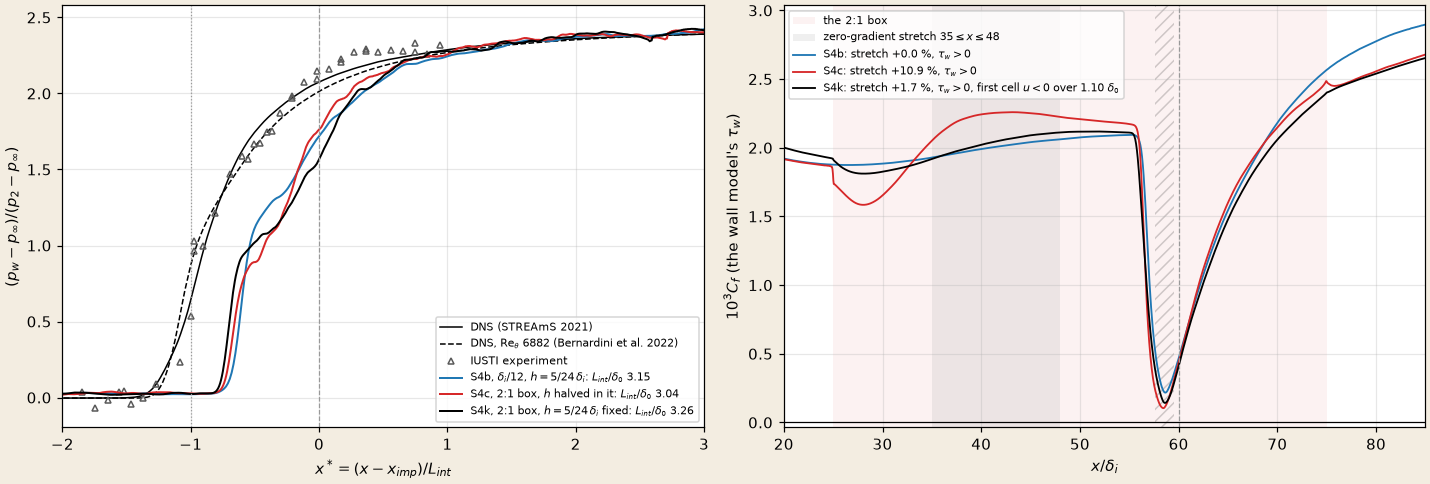 2.5
2.0
1.5
1.0
0.5
0.0
(p_w − p_∞)/(p_2 − p_∞)
−2
−1
0
1
2
3
x* = (x − x_imp)/L_int
DNS (STREAmS 2021)
DNS, Re_θ 6882 (Bernardini et al. 2022)
IUSTI experiment
S4b, δ_i/12, h = 5/24 δ_i: L_int/δ_0 3.15
S4c, 2:1 box, h halved in it: L_int/δ_0 3.04
S4k, 2:1 box, h = 5/24 δ_i fixed: L_int/δ_0 3.26
3.0
2.5
2.0
1.5
1.0
0.5
0.0
10³C_f (the wall model's τ_w)
the 2:1 box
zero-gradient stretch 35 ≤ x ≤ 48
S4b: stretch +0.0 %, τ_w > 0
S4c: stretch +10.9 %, τ_w > 0
S4k: stretch +1.7 %, τ_w > 0, first cell u < 0 over 1.10 δ_0
20
30
40
50
60
70
80
x/δ_i